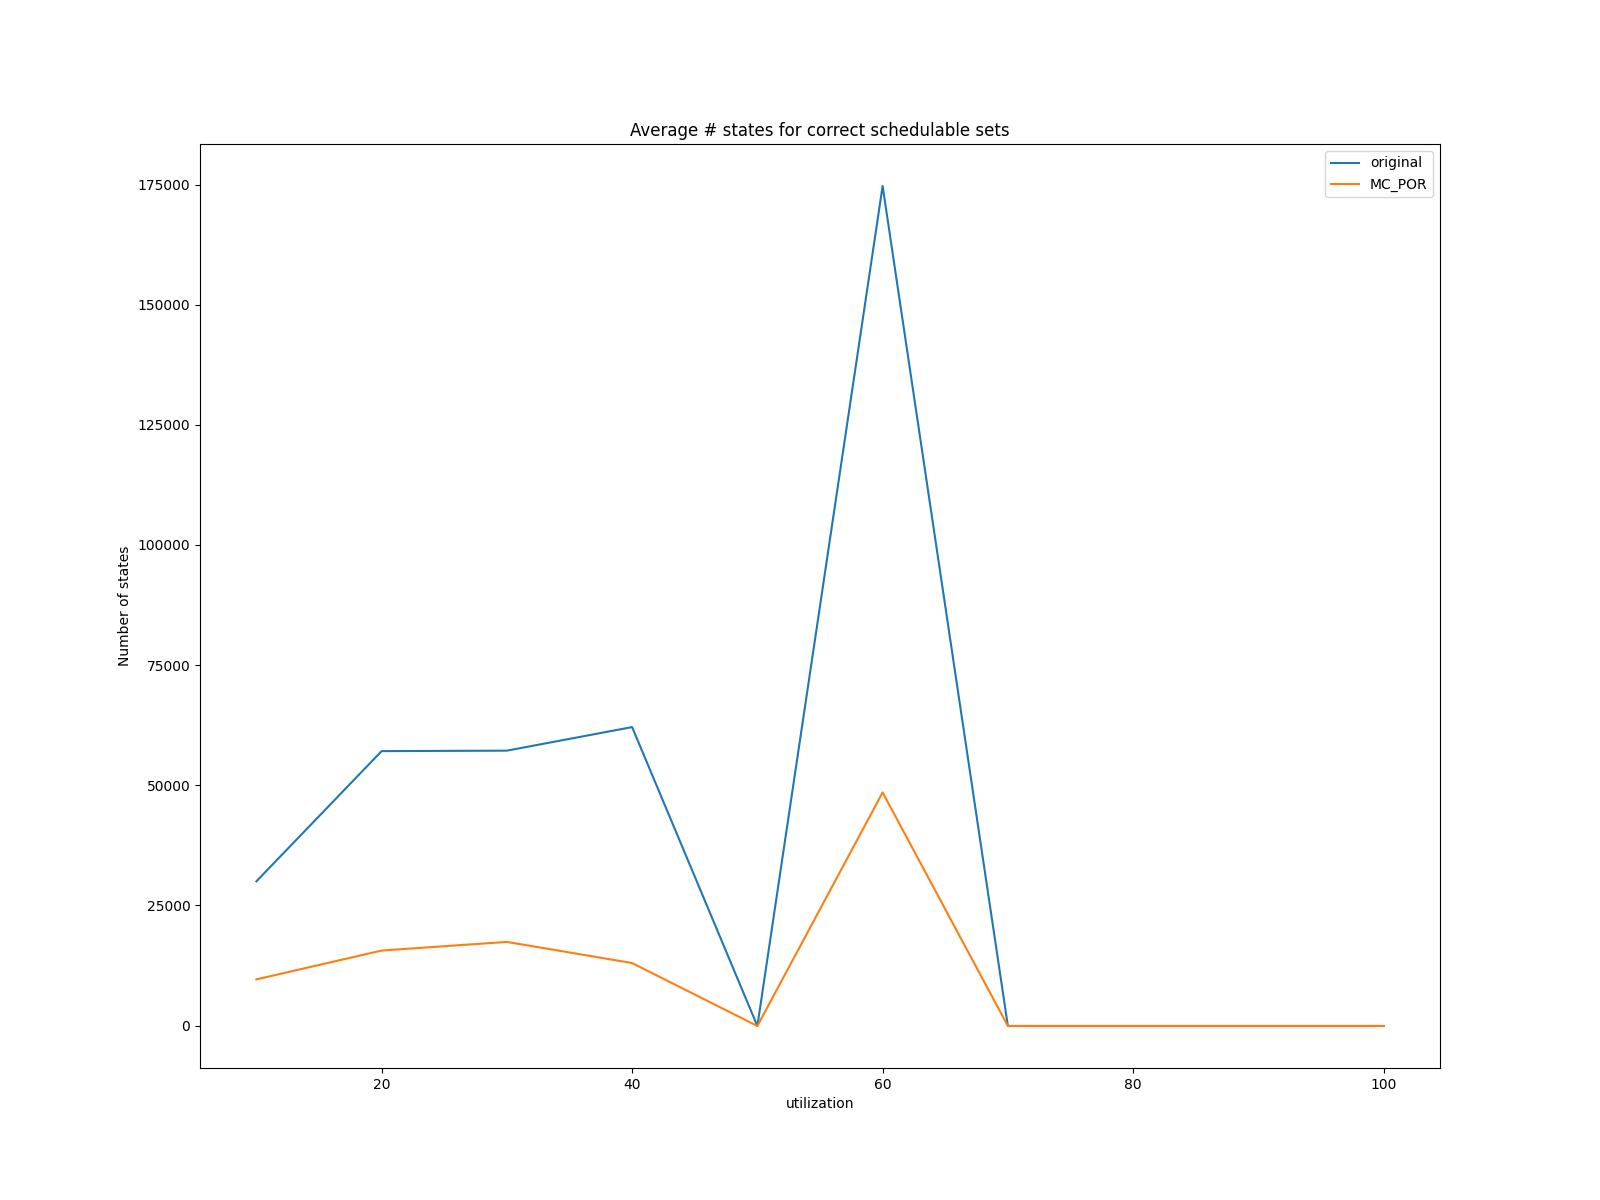 Average # states for correct schedulable sets
original
MC_POR
175000
150000
125000
100000
75000
50000
25000
0
Number of states
20 40 60 80 100
utilization